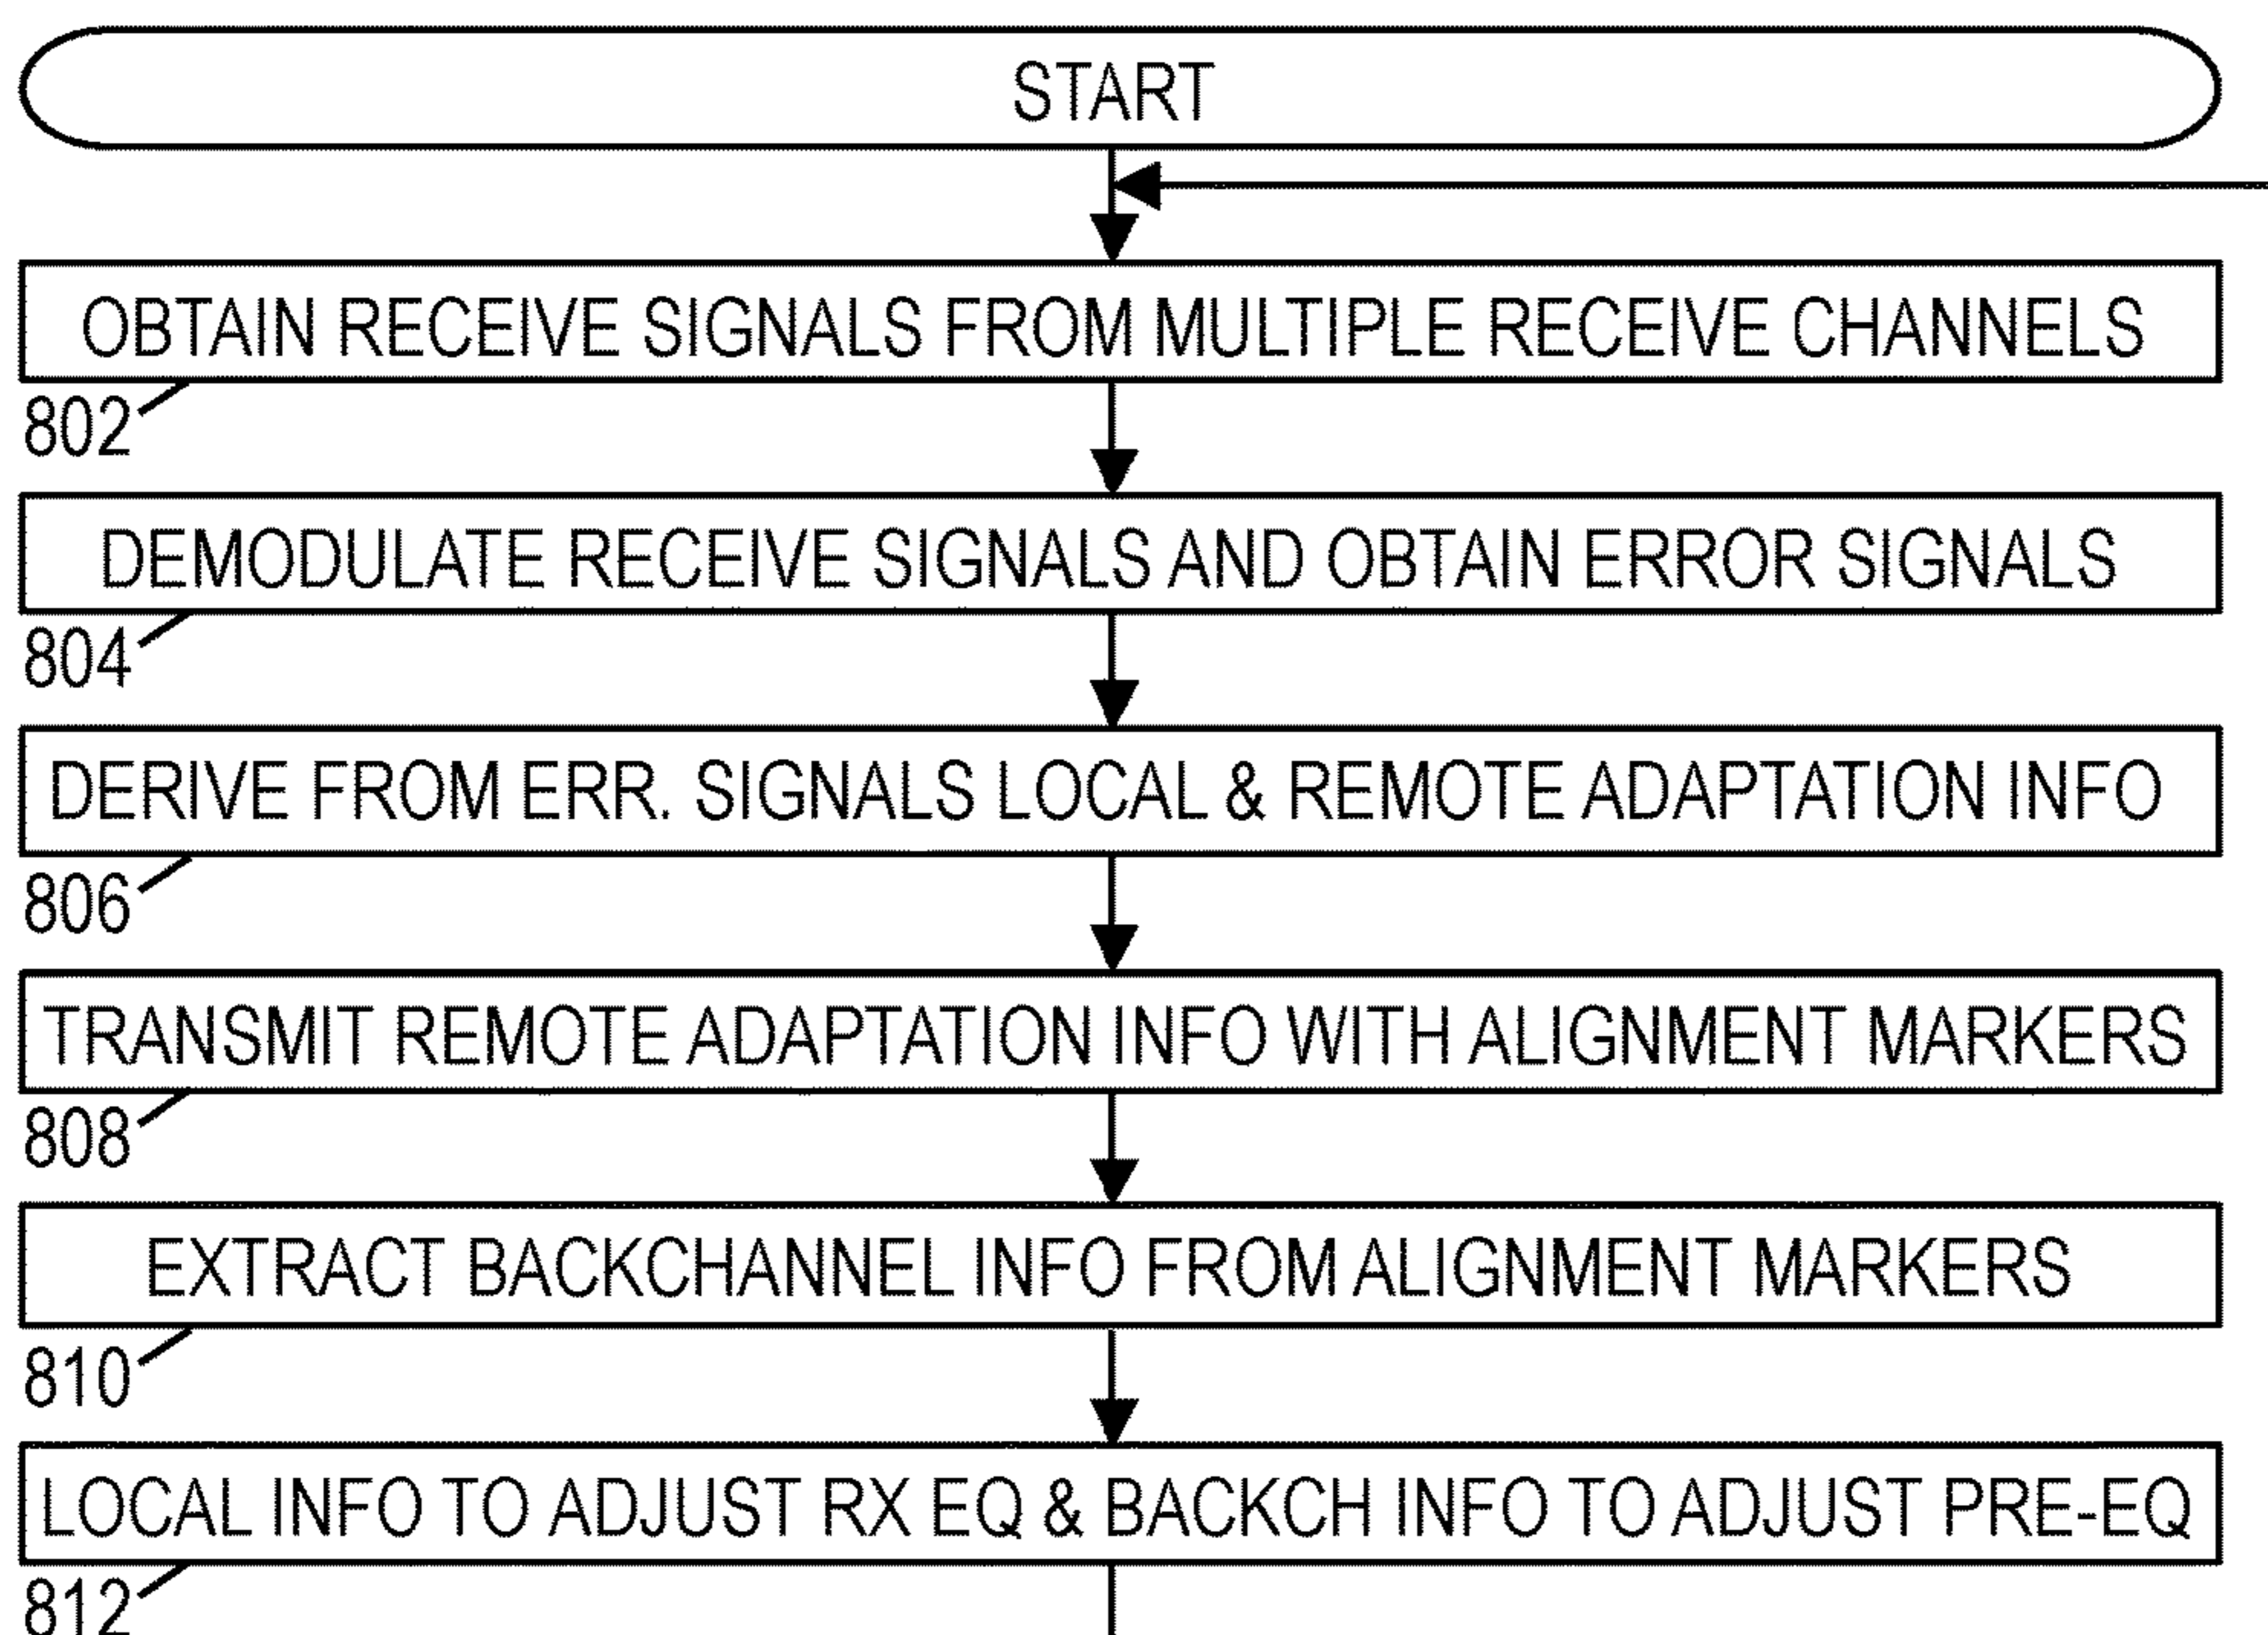 START
OBTAIN RECEIVE SIGNALS FROM MULTIPLE RECEIVE CHANNELS
802
DEMODULATE RECEIVE SIGNALS AND OBTAIN ERROR SIGNALS
804
DERIVE FROM ERR. SIGNALS LOCAL & REMOTE ADAPTATION INFO
806
TRANSMIT REMOTE ADAPTATION INFO WITH ALIGNMENT MARKERS
808
EXTRACT BACKCHANNEL INFO FROM ALIGNMENT MARKERS
810
LOCAL INFO TO ADJUST RX EQ & BACKCH INFO TO ADJUST PRE-EQ
812